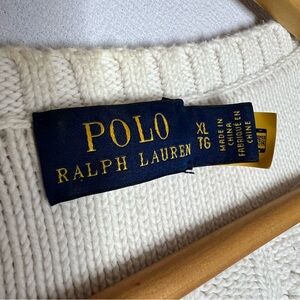 POLO
RALPH LAUREN
XL
TG
MADE IN
CHINA
FABRIQUÉ EN
CHINE